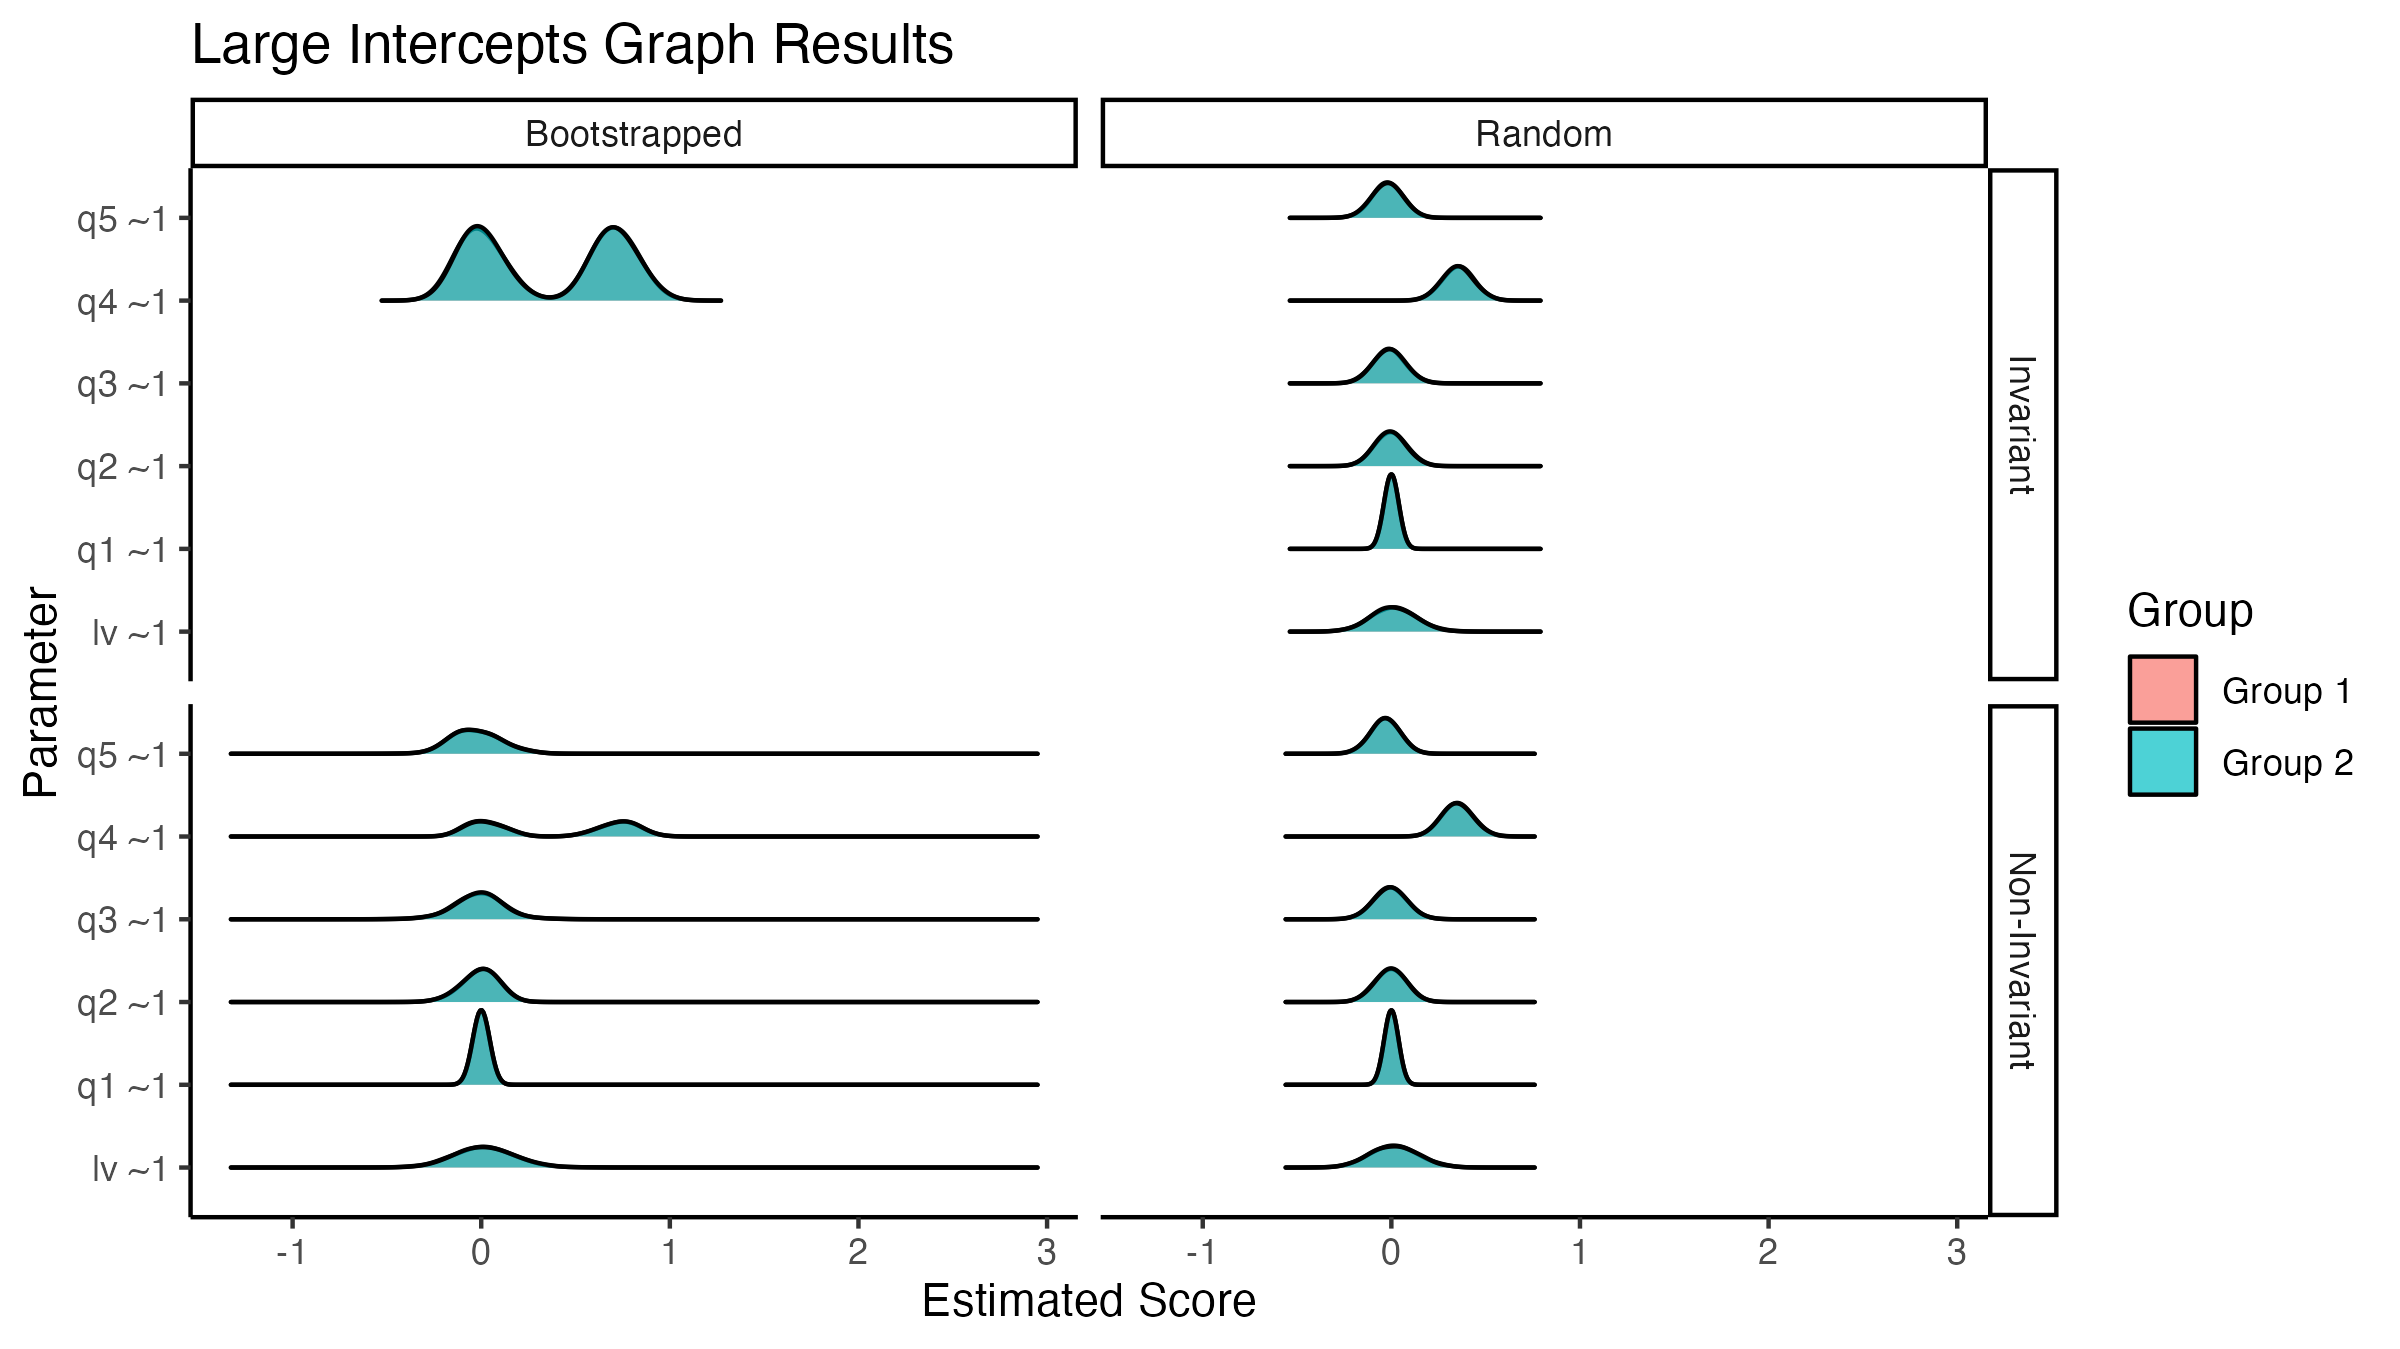 Large Intercepts Graph Results
Bootstrapped
Random
q5 ~1
q4 ~1
q3 ~1
q2 ~1
q1 ~1
lv ~1
Invariant
q5 ~1
q4 ~1
q3 ~1
q2 ~1
q1 ~1
lv ~1
Non-Invariant
Parameter
-1 0 1 2 3
-1 0 1 2 3
Estimated Score
Group
Group 1
Group 2